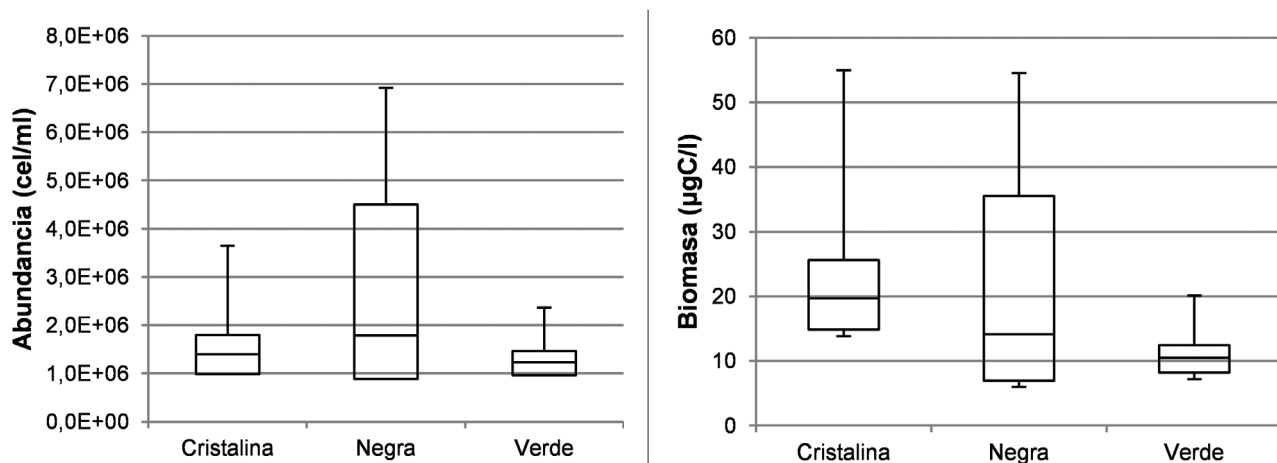 Abundancia (cel/ml)
8,0E+06
7,0E+06
6,0E+06
5,0E+06
4,0E+06
3,0E+06
2,0E+06
1,0E+06
0,0E+00
Cristalina Negra Verde
Biomasa (µgC/l)
60
50
40
30
20
10
0
Cristalina Negra Verde